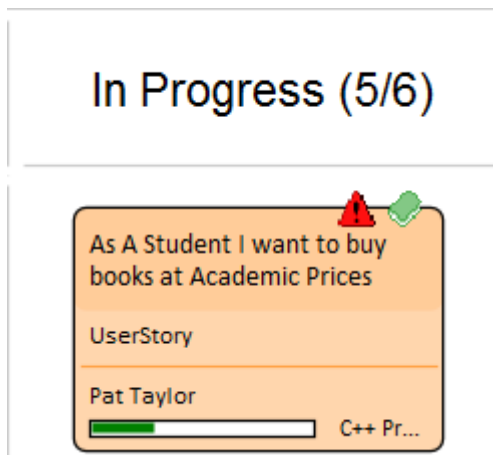 In Progress (5/6)
As A Student I want to buy
books at Academic Prices
UserStory
Pat Taylor
C++ Pr...